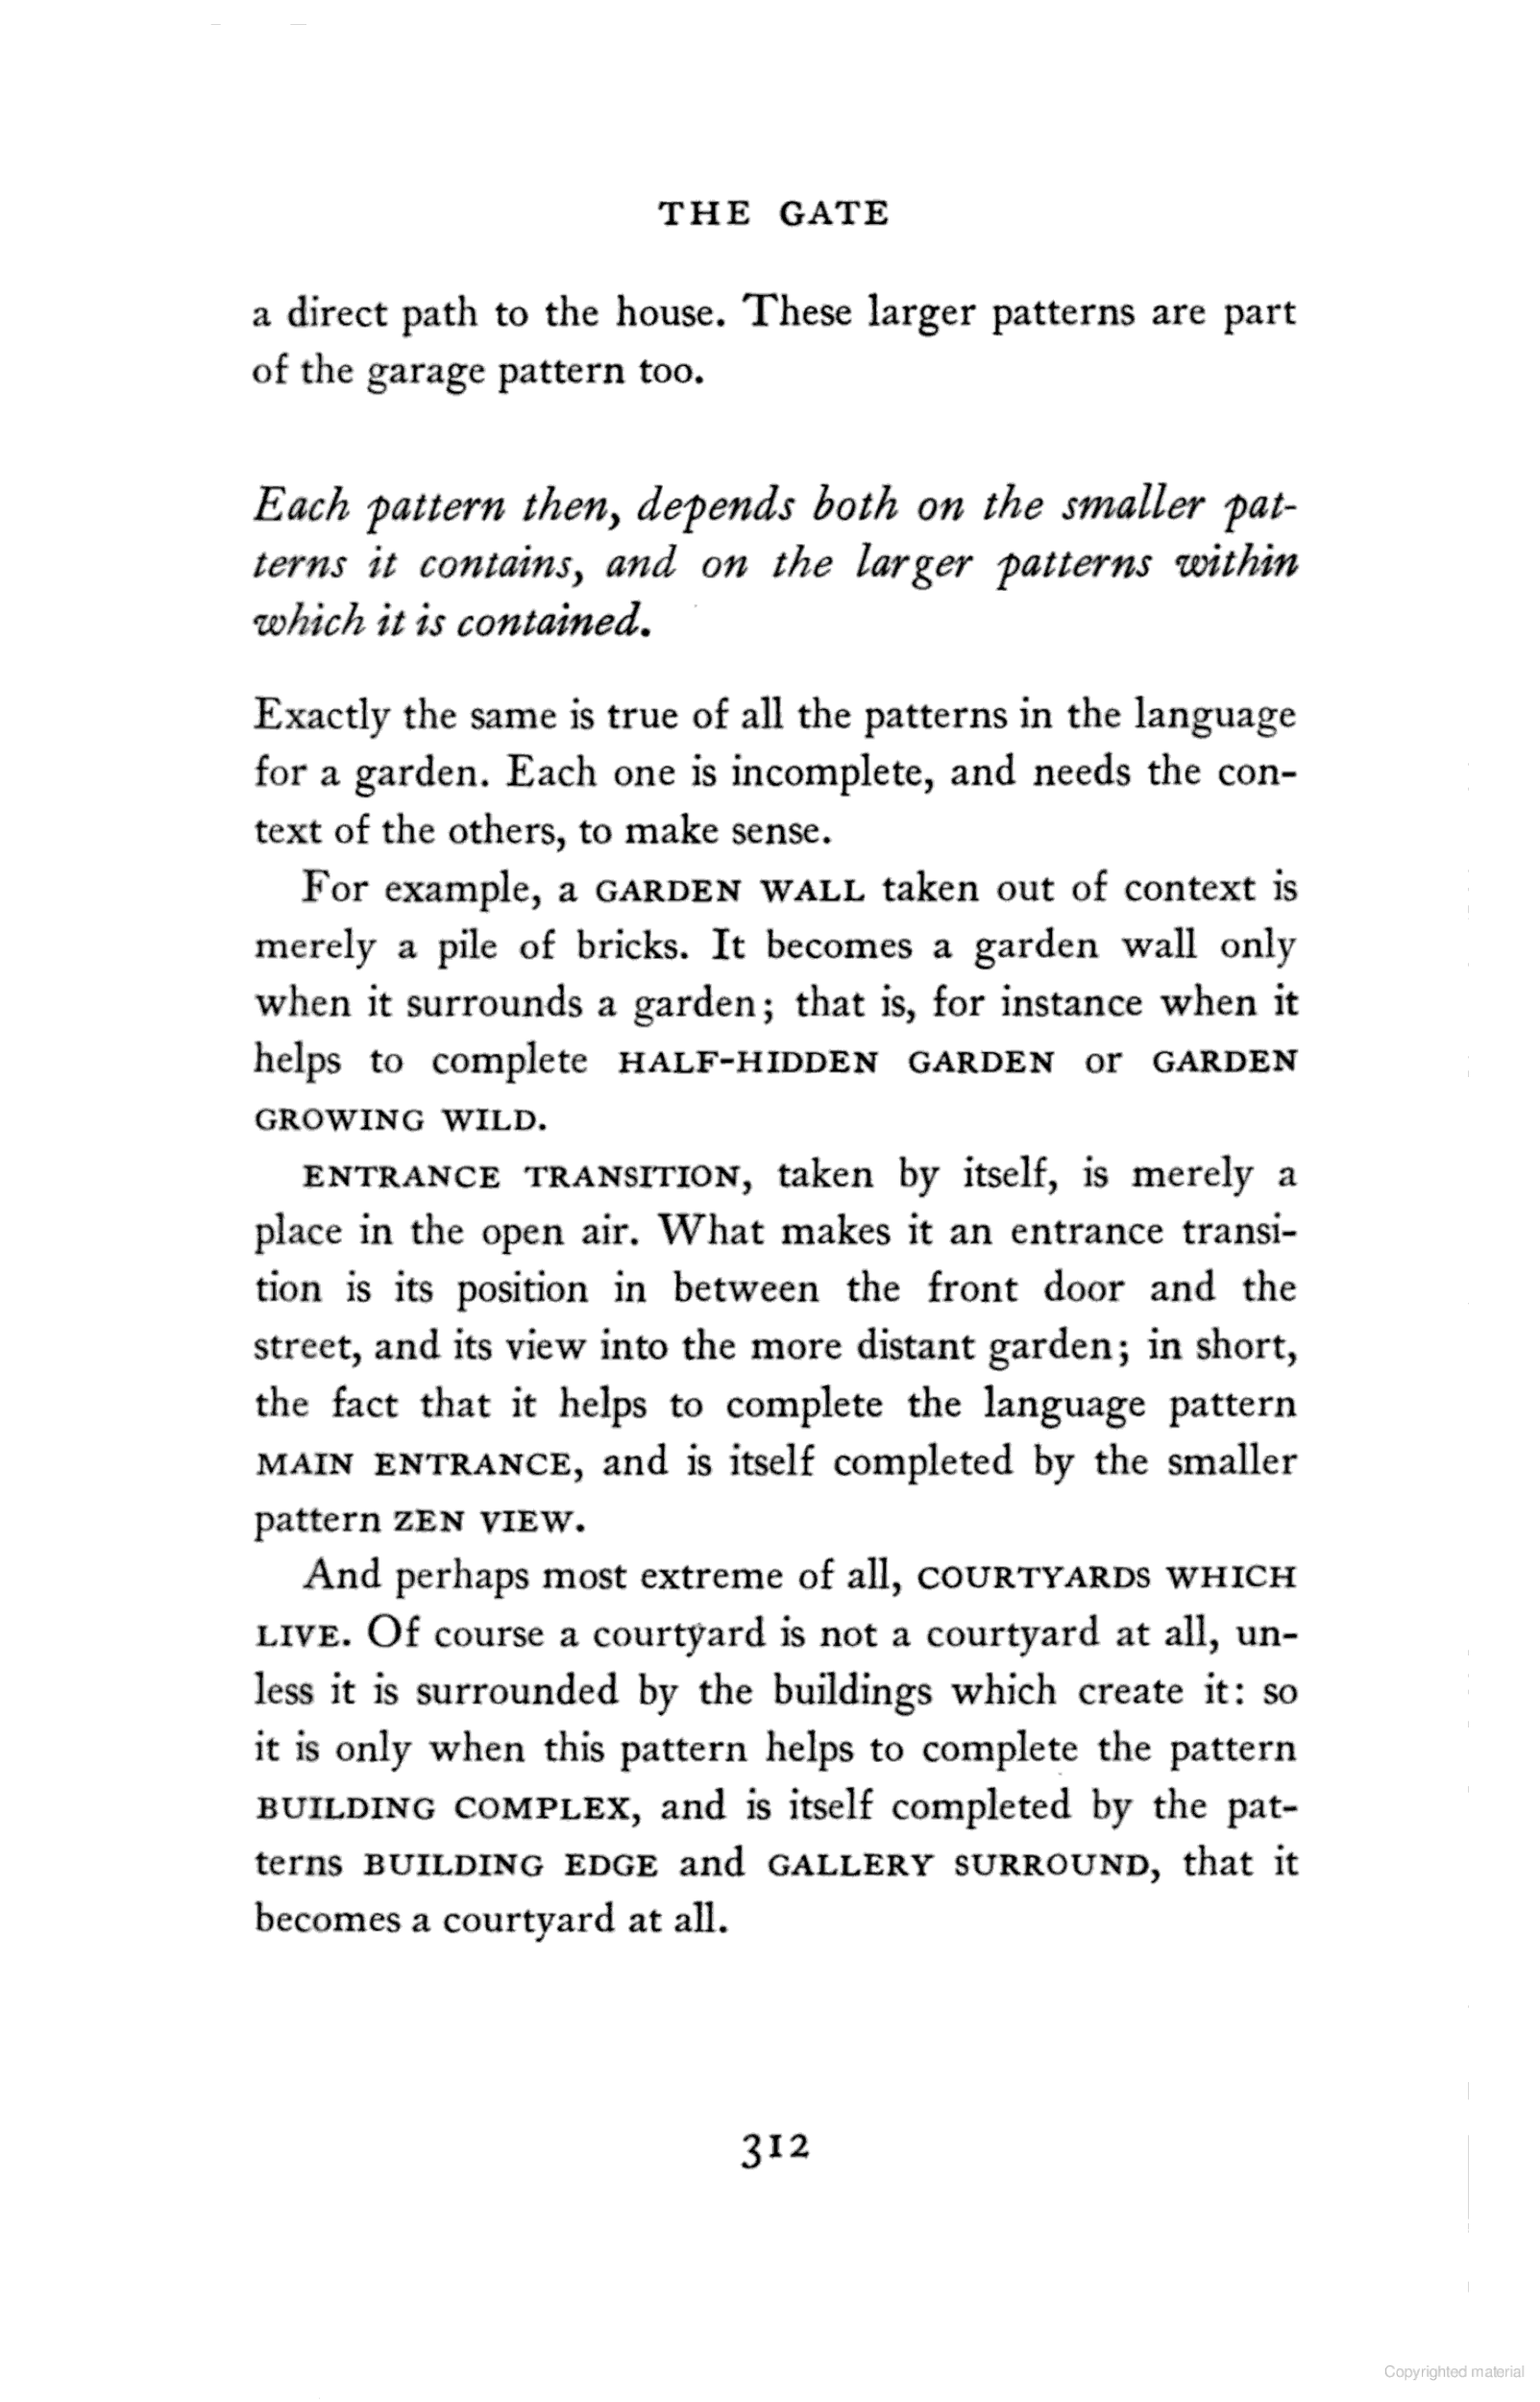 THE GATE
a direct path to the house. These larger patterns are part
of the garage pattern too.
Each pattern then, depends both on the smaller pat-
terns it contains, and on the larger patterns within
which it is contained.
Exactly the same is true of all the patterns in the language
for a garden. Each one is incomplete, and needs the con-
text of the others, to make sense.
For example, a GARDEN WALL taken out of context is
merely a pile of bricks. It becomes a garden wall only
when it surrounds a garden; that is, for instance when it
helps to complete HALF-HIDDEN GARDEN or GARDEN
GROWING WILD.
ENTRANCE TRANSITION, taken by itself, is merely a
place in the open air. What makes it an entrance transi-
tion is its position in between the front door and the
street, and its view into the more distant garden; in short,
the fact that it helps to complete the language pattern
MAIN ENTRANCE, and is itself completed by the smaller
pattern ZEN VIEW.
And perhaps most extreme of all, COURTYARDS WHICH
LIVE. Of course a courtyard is not a courtyard at all, un-
less it is surrounded by the buildings which create it: so
it is only when this pattern helps to complete the pattern
BUILDING COMPLEX, and is itself completed by the pat-
terns BUILDING EDGE and GALLERY SURROUND, that it
becomes a courtyard at all.
312
Copyrighted material